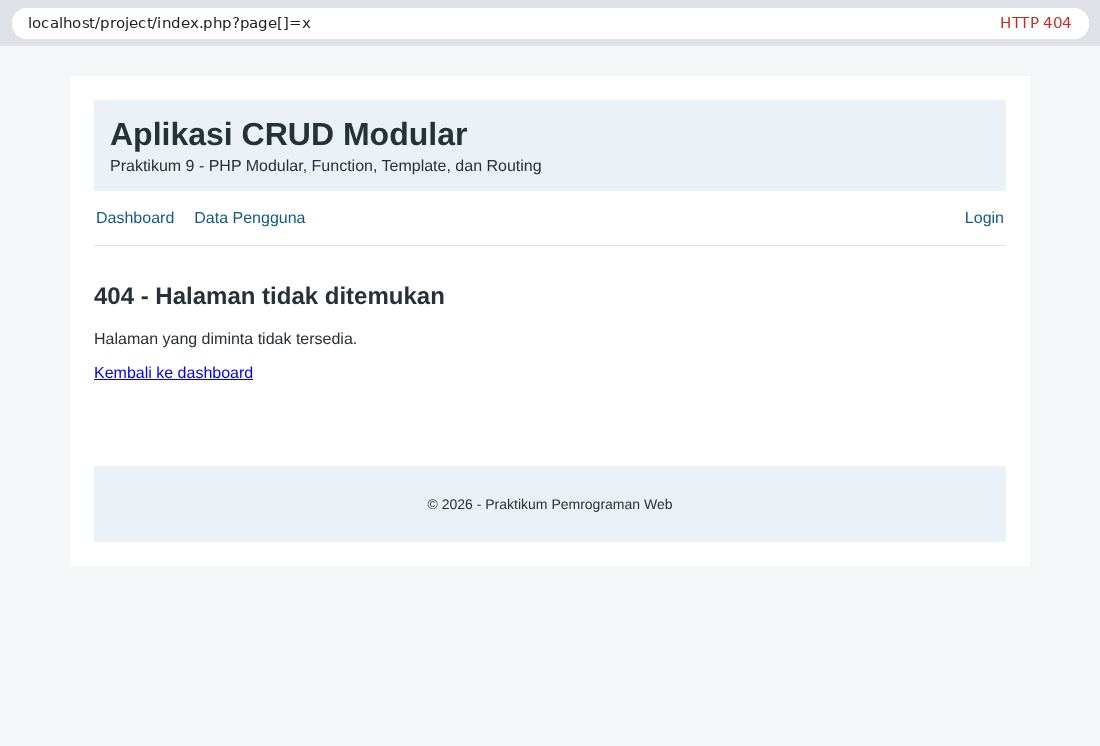 localhost/project/index.php?page[]=x HTTP 404
Aplikasi CRUD Modular
Praktikum 9 - PHP Modular, Function, Template, dan Routing
Dashboard Data Pengguna Login
404 - Halaman tidak ditemukan
Halaman yang diminta tidak tersedia.
Kembali ke dashboard
© 2026 - Praktikum Pemrograman Web